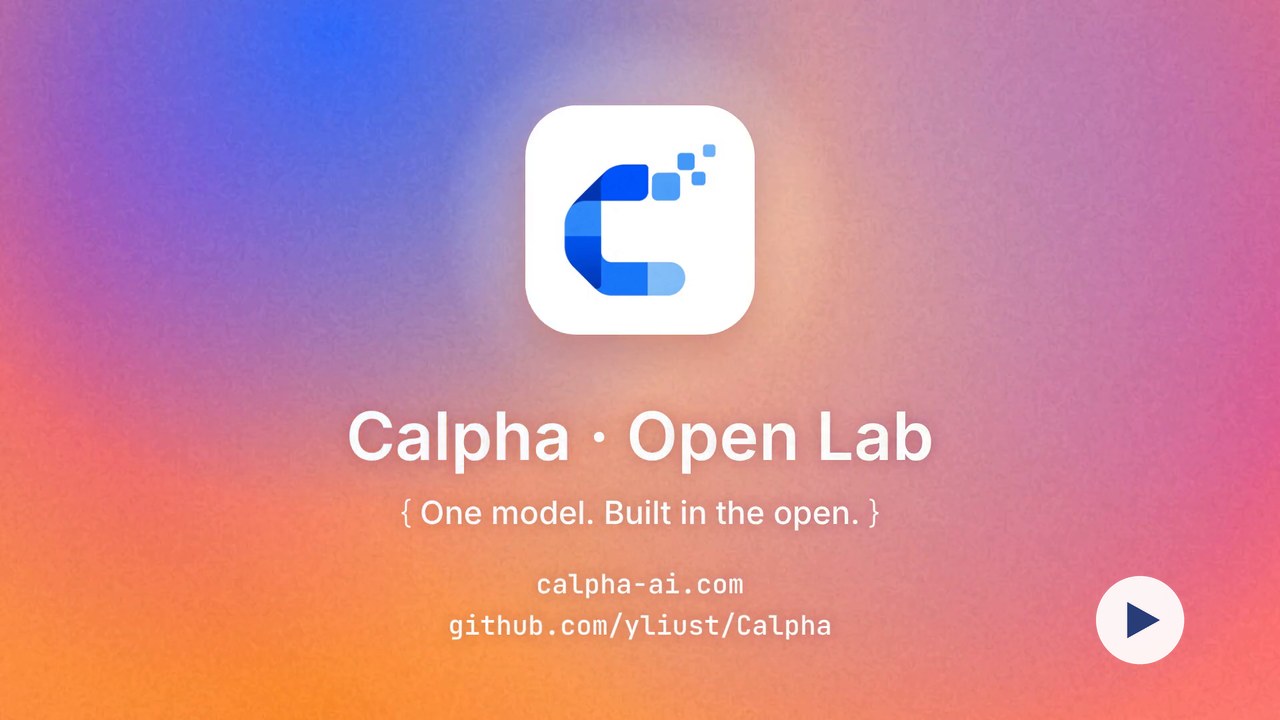 Calpha · Open Lab
{ One model. Built in the open. }
calpha-ai.com
github.com/yliust/Calpha